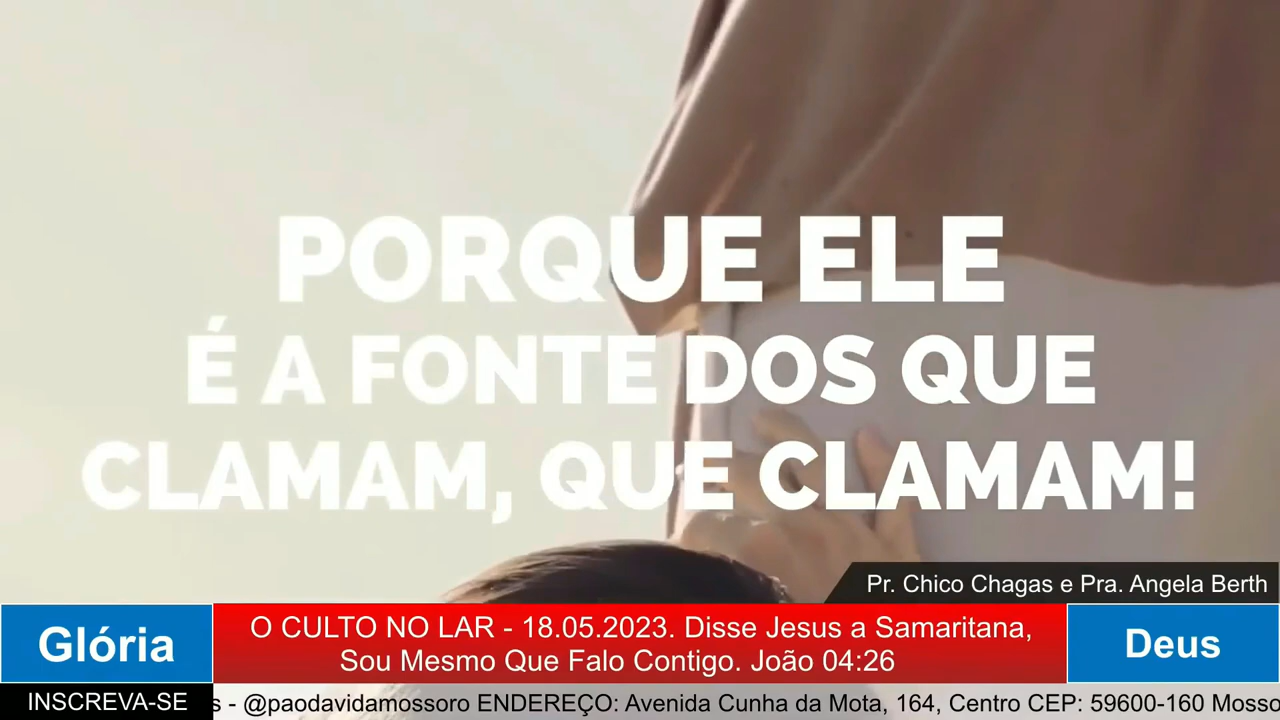 PORQUE ELE
É A FONTE DOS QUE
CLAMAM, QUE CLAMAM!
Pr. Chico Chagas e Pra. Angela Berth
Glória
O CULTO NO LAR - 18.05.2023. Disse Jesus a Samaritana,
Sou Mesmo Que Falo Contigo. João 04:26
Deus
INSCREVA-SE
s - @paodavidamossoro ENDEREÇO: Avenida Cunha da Mota, 164, Centro CEP: 59600-160 Mosso